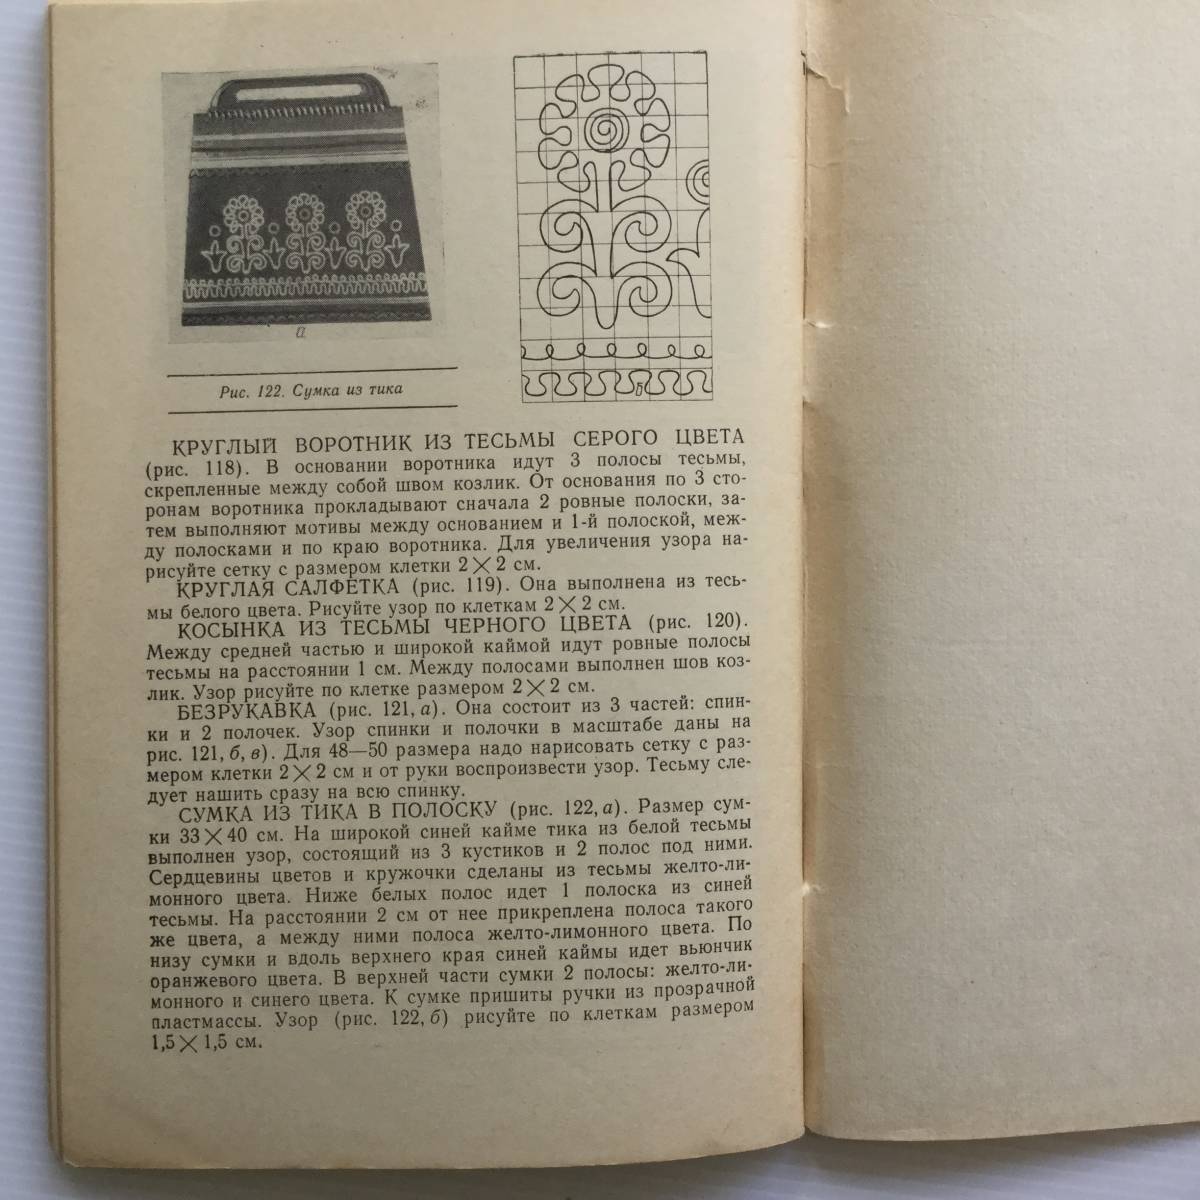 а
б
Рис. 122. Сумка из тика
КРУГЛЫЙ ВОРОТНИК ИЗ ТЕСЬМЫ СЕРОГО ЦВЕТА
(рис. 118). В основании воротника идут 3 полосы тесьмы,
скрепленные между собой швом козлик. От основания по 3 сто-
ронам воротника прокладывают сначала 2 ровные полоски, за-
тем выполняют мотивы между основанием и 1-й полоской, меж-
ду полосками и по краю воротника. Для увеличения узора на-
рисуйте сетку с размером клетки 2×2 см.
КРУГЛАЯ САЛФЕТКА (рис. 119). Она выполнена из тесь-
мы белого цвета. Рисуйте узор по клеткам 2×2 см.
КОСЫНКА ИЗ ТЕСЬМЫ ЧЕРНОГО ЦВЕТА (рис. 120).
Между средней частью и широкой каймой идут ровные полосы
тесьмы на расстоянии 1 см. Между полосами выполнен шов коз-
лик. Узор рисуйте по клетке размером 2×2 см.
БЕЗРУКАВКА (рис. 121, а). Она состоит из 3 частей: спин-
ки и 2 полочек. Узор спинки и полочки в масштабе даны на
рис. 121, б, в). Для 48—50 размера надо нарисовать сетку с раз-
мером клетки 2×2 см и от руки воспроизвести узор. Тесьму сле-
дует нашить сразу на всю спинку.
СУМКА ИЗ ТИКА В ПОЛОСКУ (рис. 122, а). Размер сум-
ки 33×40 см. На широкой синей кайме тика из белой тесьмы
выполнен узор, состоящий из 3 кустиков и 2 полос под ними.
Сердцевины цветов и кружочки сделаны из тесьмы желто-ли-
монного цвета. Ниже белых полос идет 1 полоска из синей
тесьмы. На расстоянии 2 см от нее прикреплена полоса такого
же цвета, а между ними полоса желто-лимонного цвета. По
низу сумки и вдоль верхнего края синей каймы идет вьюнчик
оранжевого цвета. В верхней части сумки 2 полосы: желто-ли-
монного и синего цвета. К сумке пришиты ручки из прозрачной
пластмассы. Узор (рис. 122, б) рисуйте по клеткам размером
1,5×1,5 см.